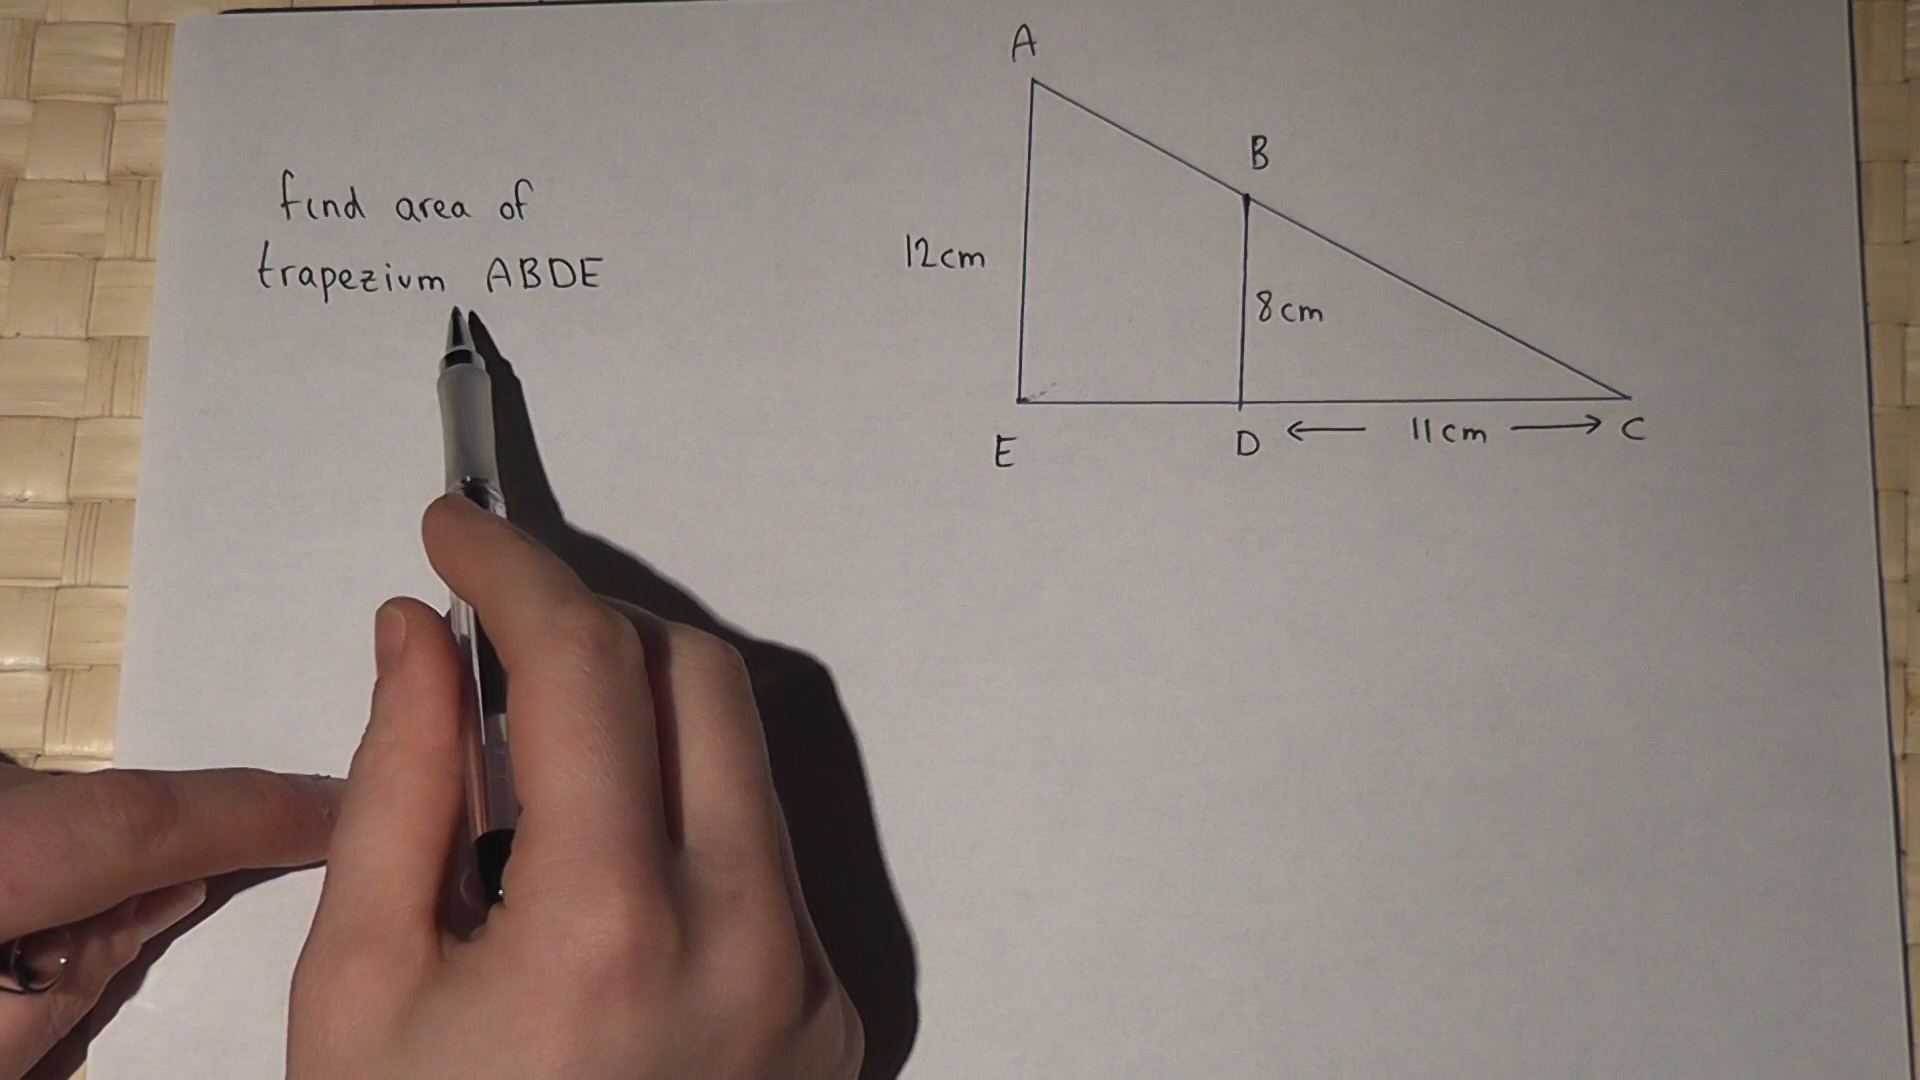 find area of
trapezium ABDE
A
B
12cm
8cm
E
D ← 11cm → C